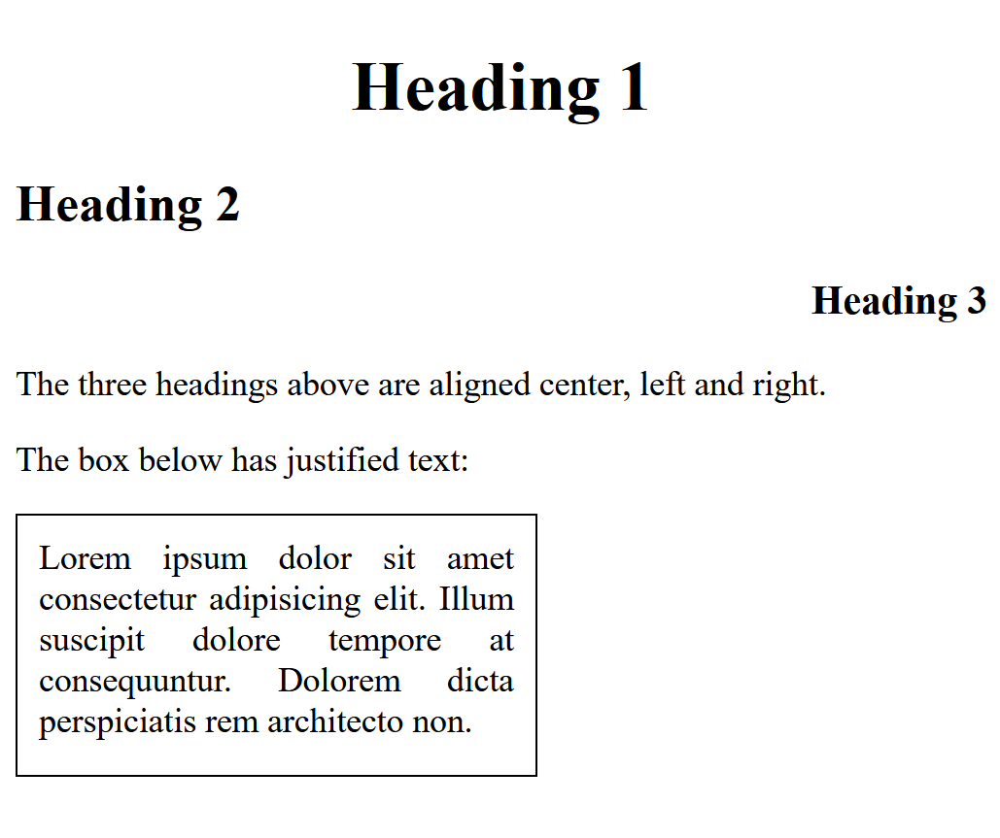 Heading 1
Heading 2
Heading 3
The three headings above are aligned center, left and right.
The box below has justified text:
Lorem ipsum dolor sit amet
consectetur adipisicing elit. Illum
suscipit dolore tempore at
consequuntur. Dolorem dicta
perspiciatis rem architecto non.